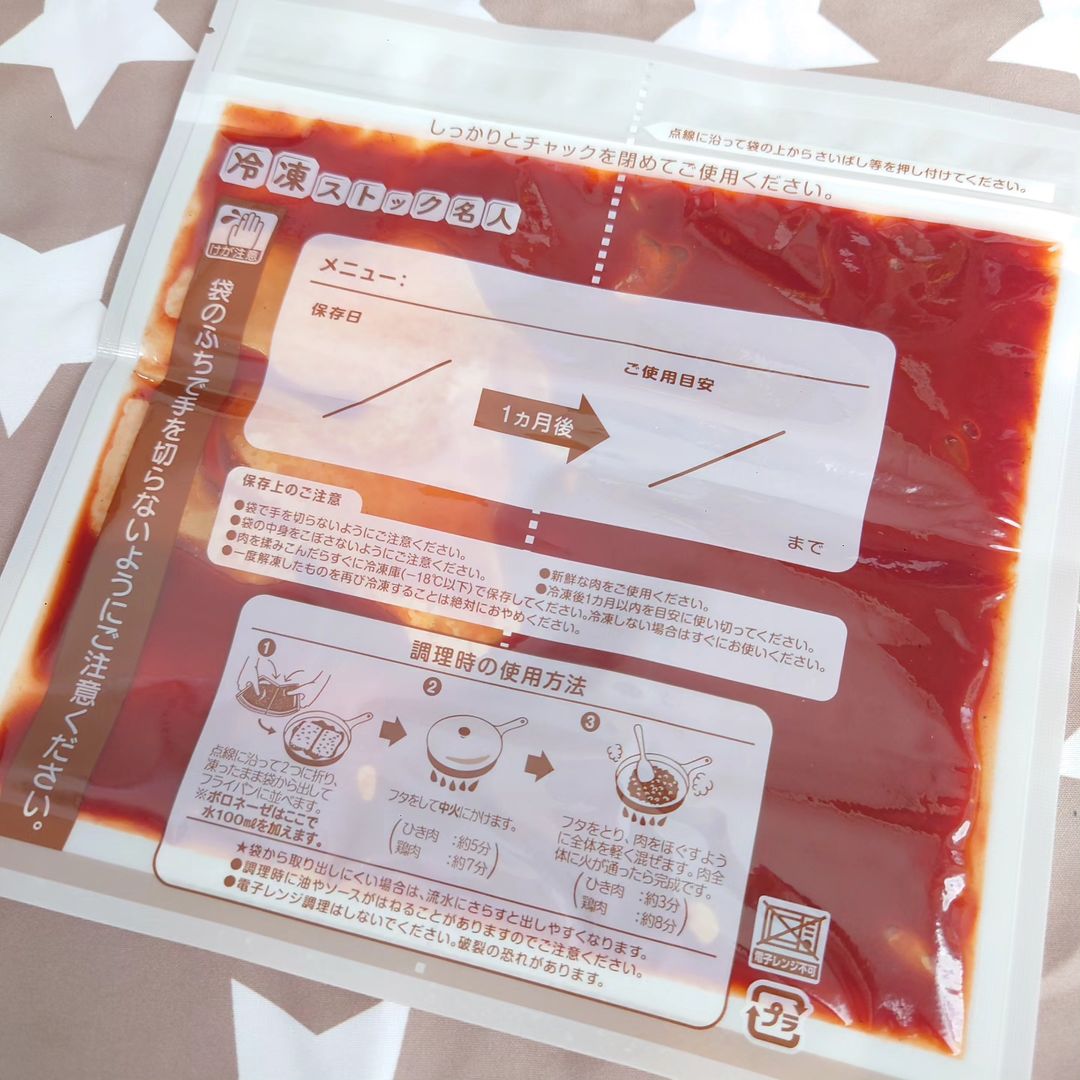 点線に沿って袋の上からさいばし等を押し付けてください。
しっかりとチャックを閉めてご使用ください。
冷凍ストック名人
けが注意
袋のふちで手を切らないようにご注意ください。
メニュー:
保存日
ご使用目安
1ヵ月後
まで
保存上のご注意
●袋で手を切らないようにご注意ください。
●袋の中身をこぼさないようにご注意ください。
●肉を揉みこんだらすぐに冷凍庫(−18℃以下)で保存してください。冷凍しない場合はすぐにお使いください。
●一度解凍したものを再び冷凍することは絶対におやめください。
●新鮮な肉をご使用ください。
●冷凍後1カ月以内を目安に使い切ってください。
調理時の使用方法
1
点線に沿って2つに折り、
凍ったまま袋から出して
フライパンに並べます。
※ボロネーゼはここで
水100mlを加えます。
2
フタをして中火にかけます。
(ひき肉 :約5分
鶏肉 :約7分)
3
フタをとり、肉をほぐすよう
に全体を軽く混ぜます。肉全
体に火が通ったら完成です。
(ひき肉 :約3分
鶏肉 :約8分)
★袋から取り出しにくい場合は、流水にさらすと出しやすくなります。
●調理時に油やソースがはねることがありますのでご注意ください。
●電子レンジ調理はしないでください。破裂の恐れがあります。
電子レンジ不可
プラ